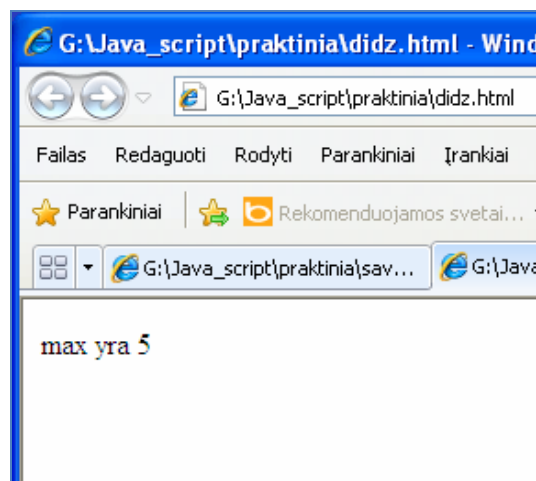 G:\Java_script\praktinia\didz.html - Wind
G:\Java_script\praktinia\didz.html
Failas Redaguoti Rodyti Parankiniai Įrankiai
Parankiniai Rekomenduojamos svetai...
G:\Java_script\praktinia\sav... G:\Java
max yra 5